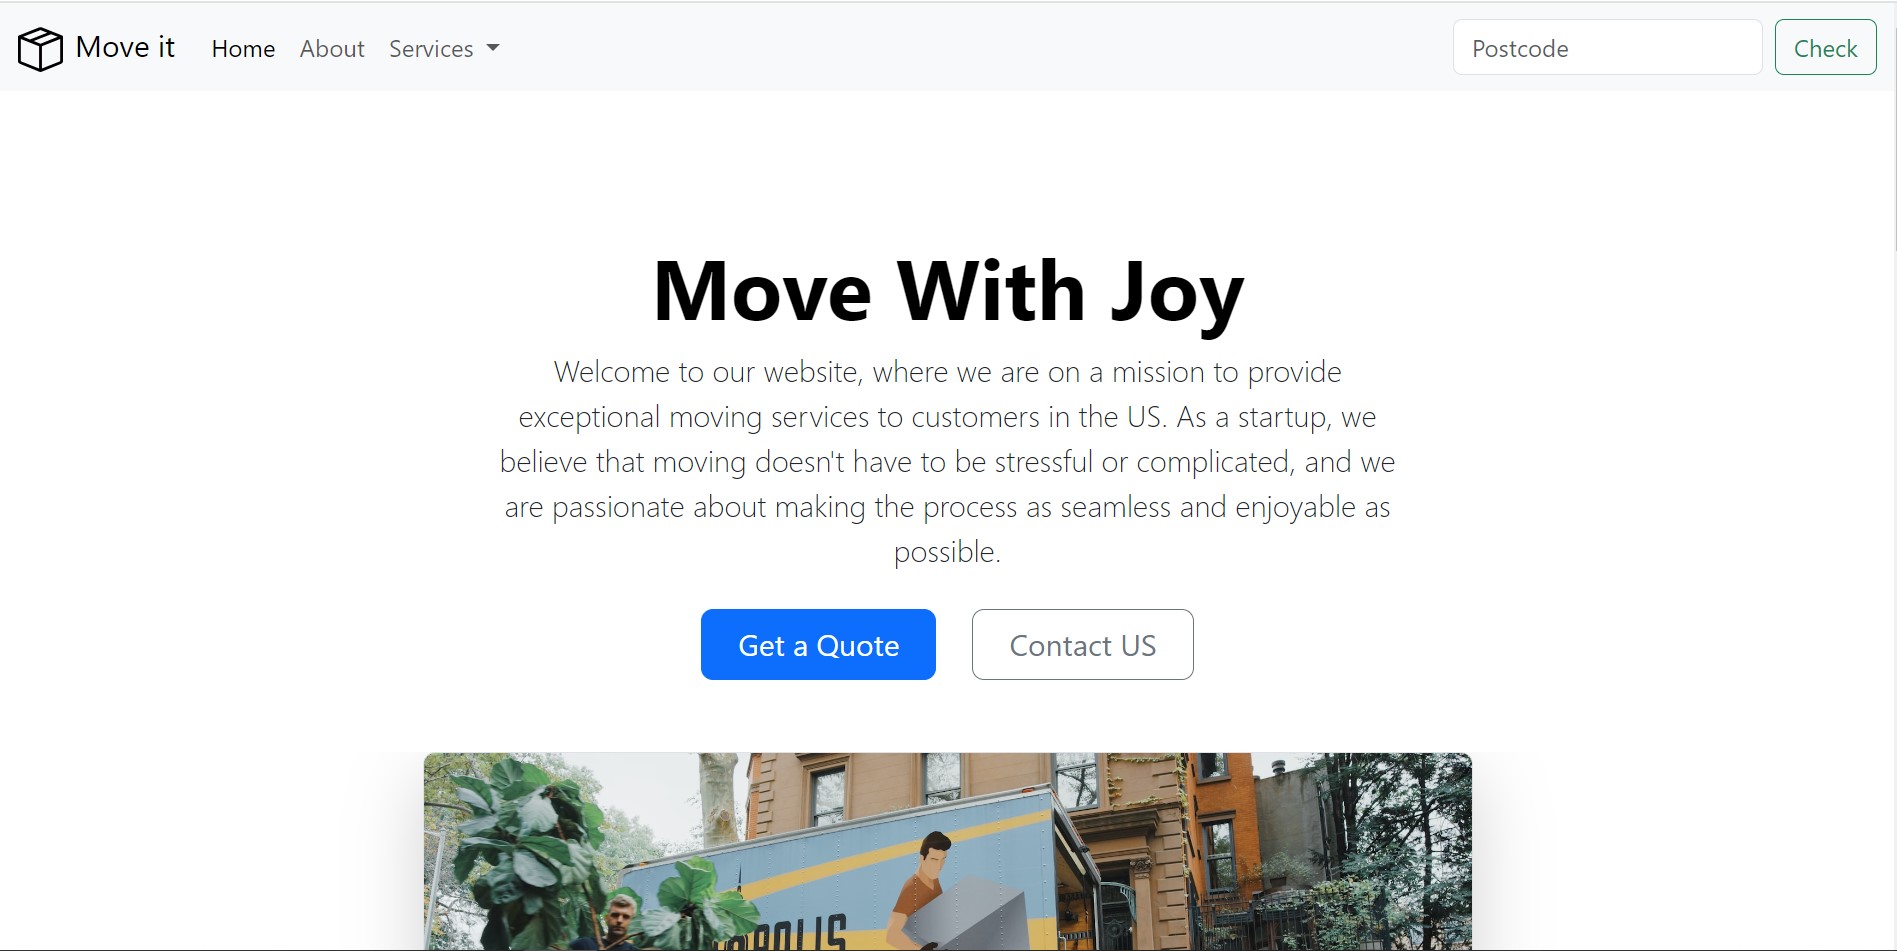 Move it Home About Services Postcode Check
Move With Joy
Welcome to our website, where we are on a mission to provide
exceptional moving services to customers in the US. As a startup, we
believe that moving doesn't have to be stressful or complicated, and we
are passionate about making the process as seamless and enjoyable as
possible.
Get a Quote Contact US